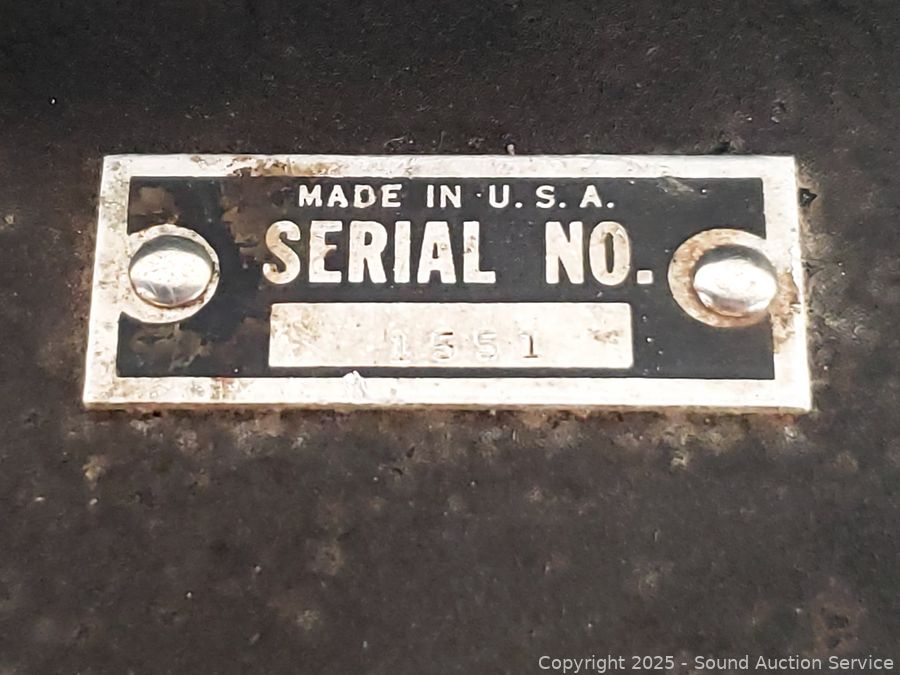 MADE IN U.S.A.
SERIAL NO.
1551
Copyright 2025 - Sound Auction Service